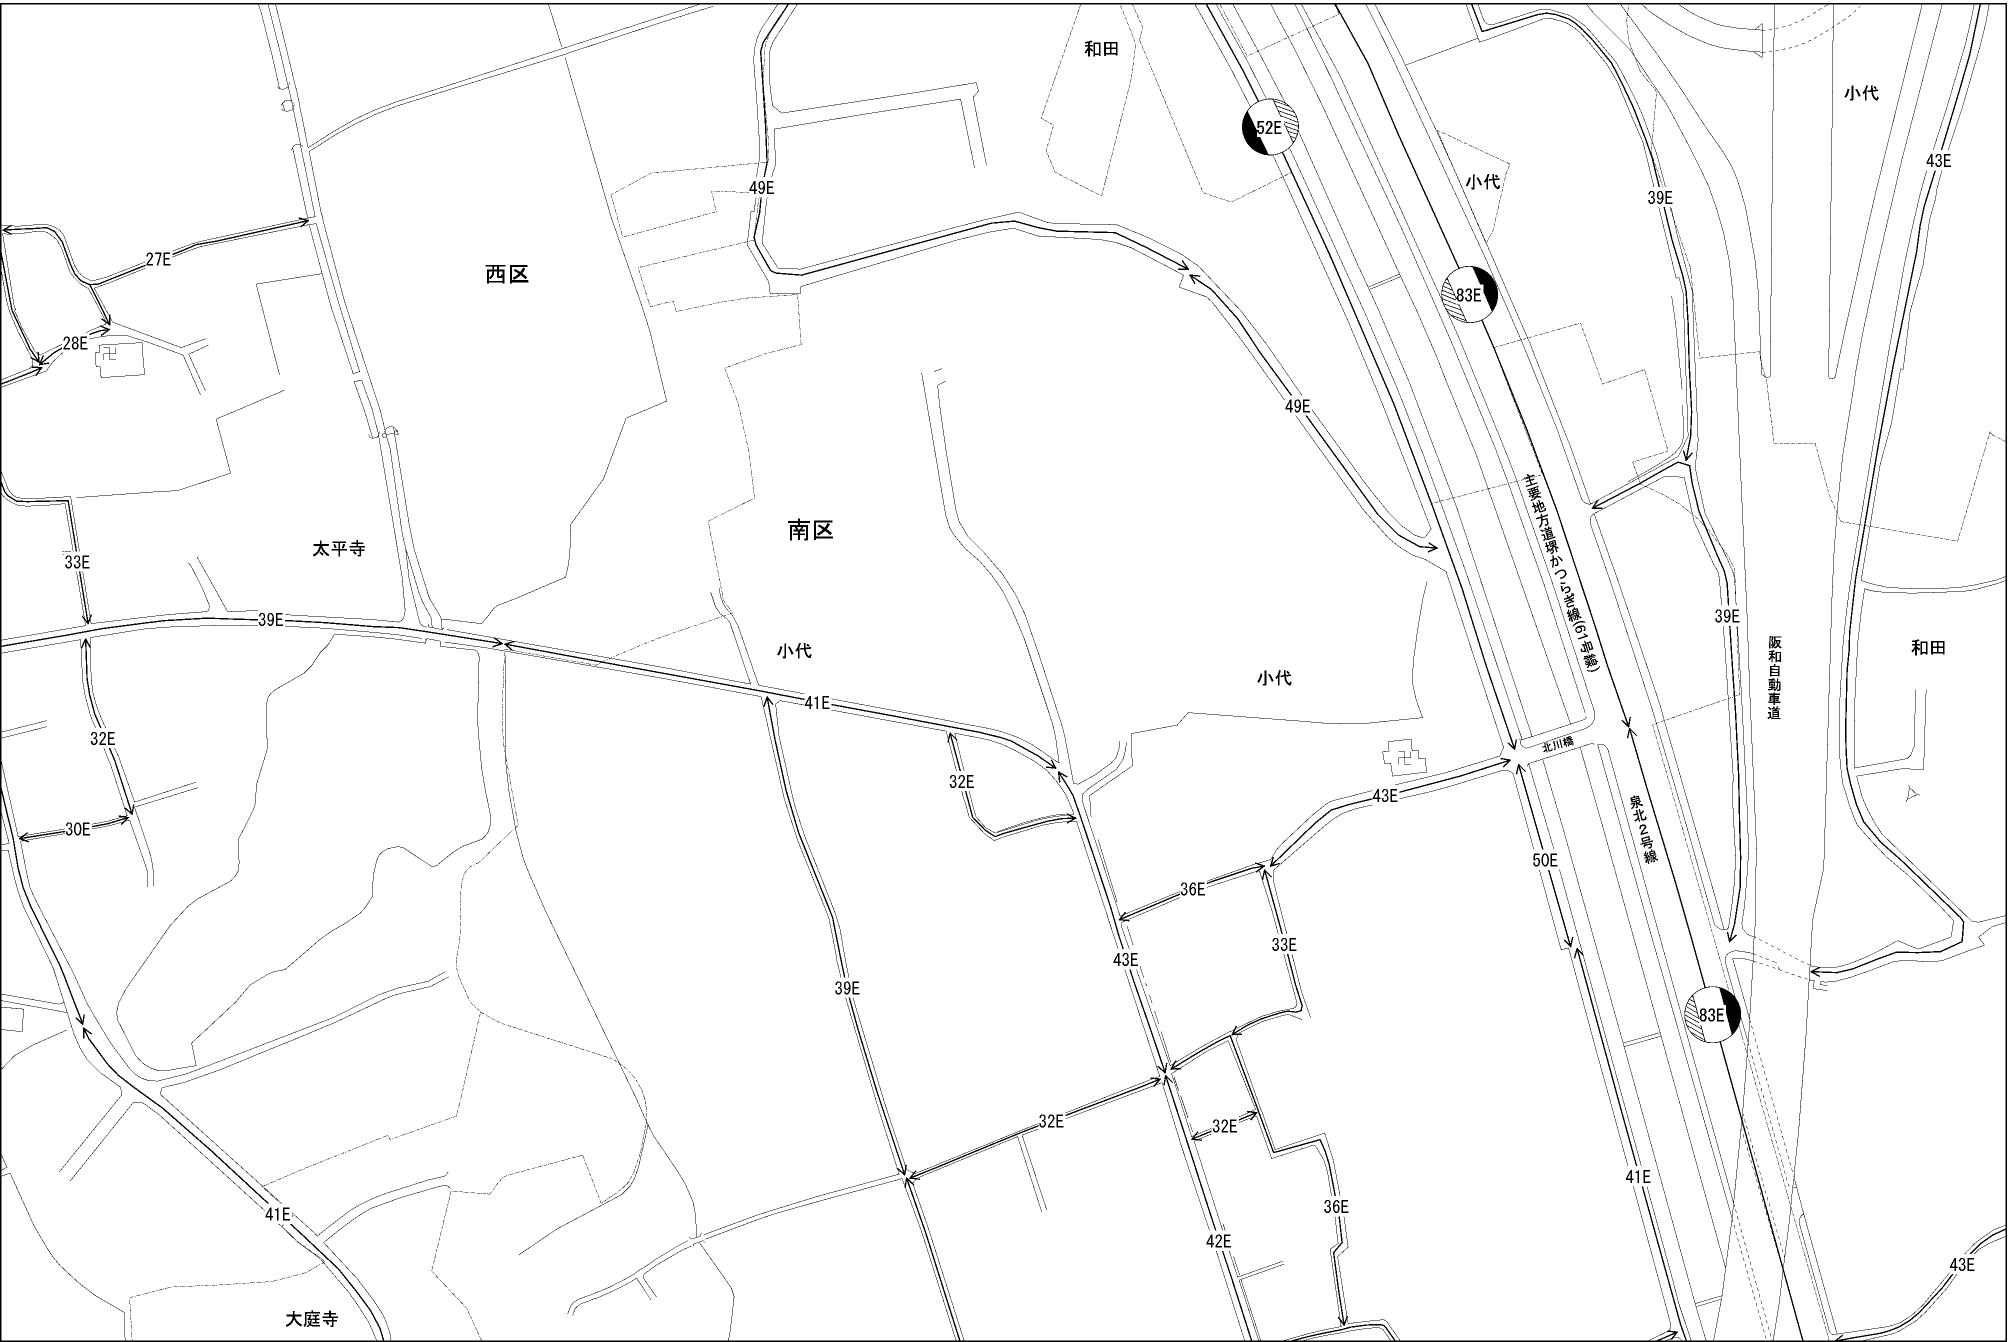 和田
小代
52E
43E
小代
49E
39E
27E
西区
83E
28E
49E
主要地方道堺かつらぎ線(61号線)
南区
太平寺
33E
39E
39E
小代
阪和自動車道
和田
小代
41E
32E
北川橋
32E
43E
泉北2号線
30E
50E
36E
33E
43E
39E
83E
32E
32E
41E
36E
41E
42E
43E
大庭寺